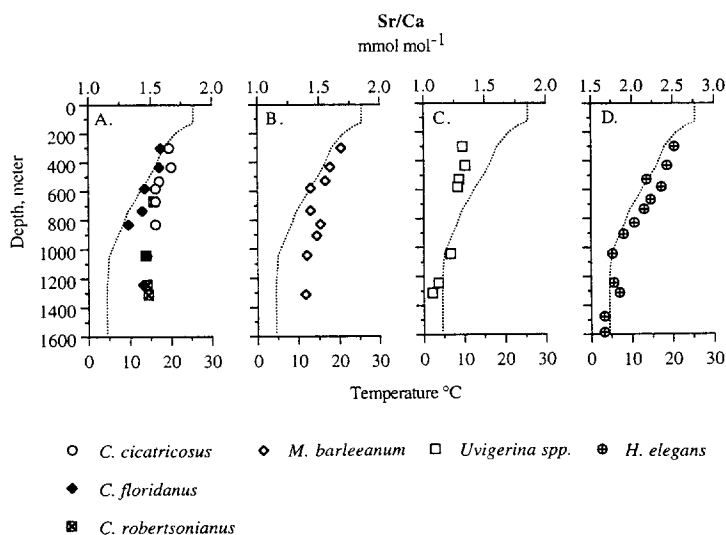 Sr/Ca
mmol mol-1
1.0 1.5 2.0 1.0 1.5 2.0 1.0 1.5 2.0 1.5 2.0 2.5 3.0
0
200
400
600
800
1000
1200
1400
1600
Depth, meter
A.
B.
C.
D.
0 10 20 30 0 10 20 30 0 10 20 30 0 5 10 15 20 25 30
Temperature °C
C. cicatricosus
M. barleeanum
Uvigerina spp.
H. elegans
C. floridanus
C. robertsonianus